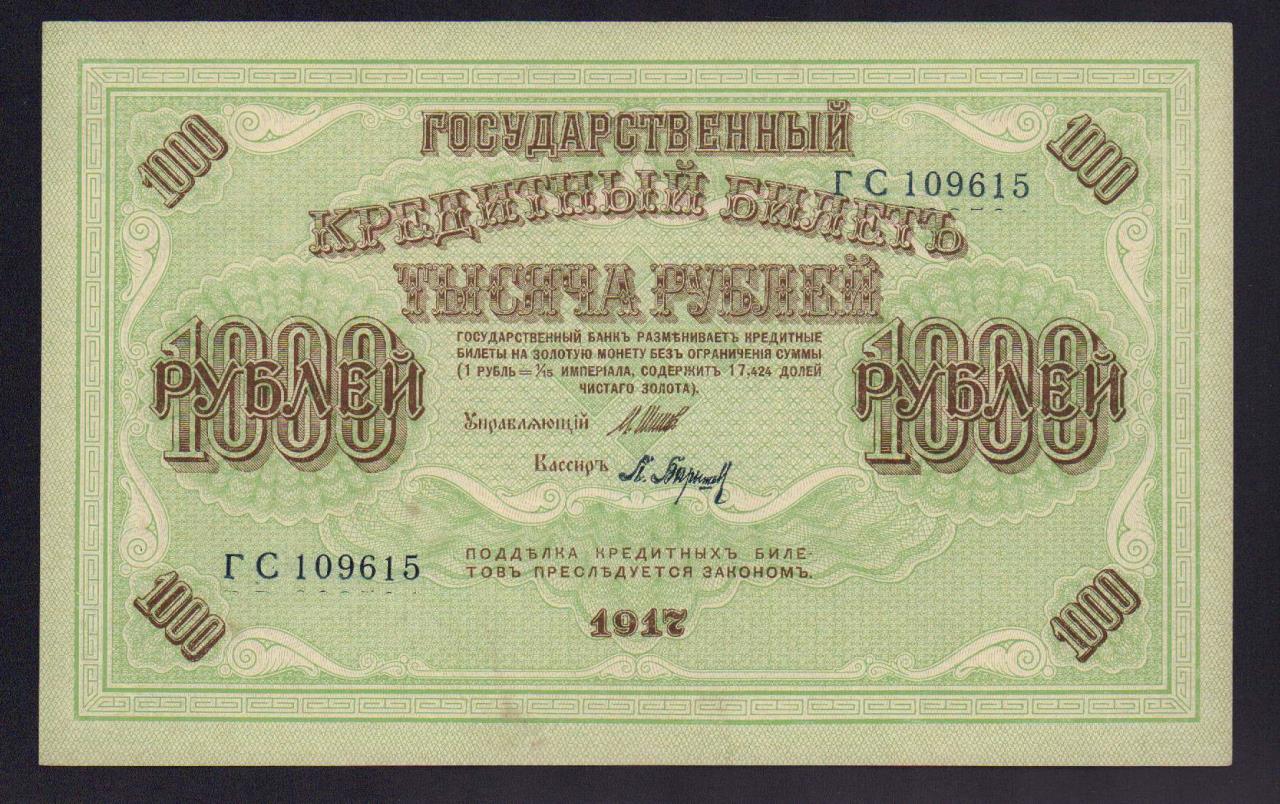 1000
1000
ГОСУДАРСТВЕННЫЙ
КРЕДИТНЫЙ БИЛЕТЪ
ГС 109615
ТЫСЯЧА РУБЛЕЙ
1000
РУБЛЕЙ
ГОСУДАРСТВЕННЫЙ БАНКЪ РАЗМѢНИВАЕТЪ КРЕДИТНЫЕ
БИЛЕТЫ НА ЗОЛОТУЮ МОНЕТУ БЕЗЪ ОГРАНИЧЕНІЯ СУММЫ
(1 РУБЛЬ = 1/15 ИМПЕРІАЛА, СОДЕРЖИТЪ 17,424 ДОЛЕЙ
ЧИСТАГО ЗОЛОТА).
1000
РУБЛЕЙ
Управляющій
Кассиръ
ГС 109615
ПОДДѢЛКА КРЕДИТНЫХЪ БИЛЕ-
ТОВЪ ПРЕСЛѢДУЕТСЯ ЗАКОНОМЪ.
1000
1917
1000